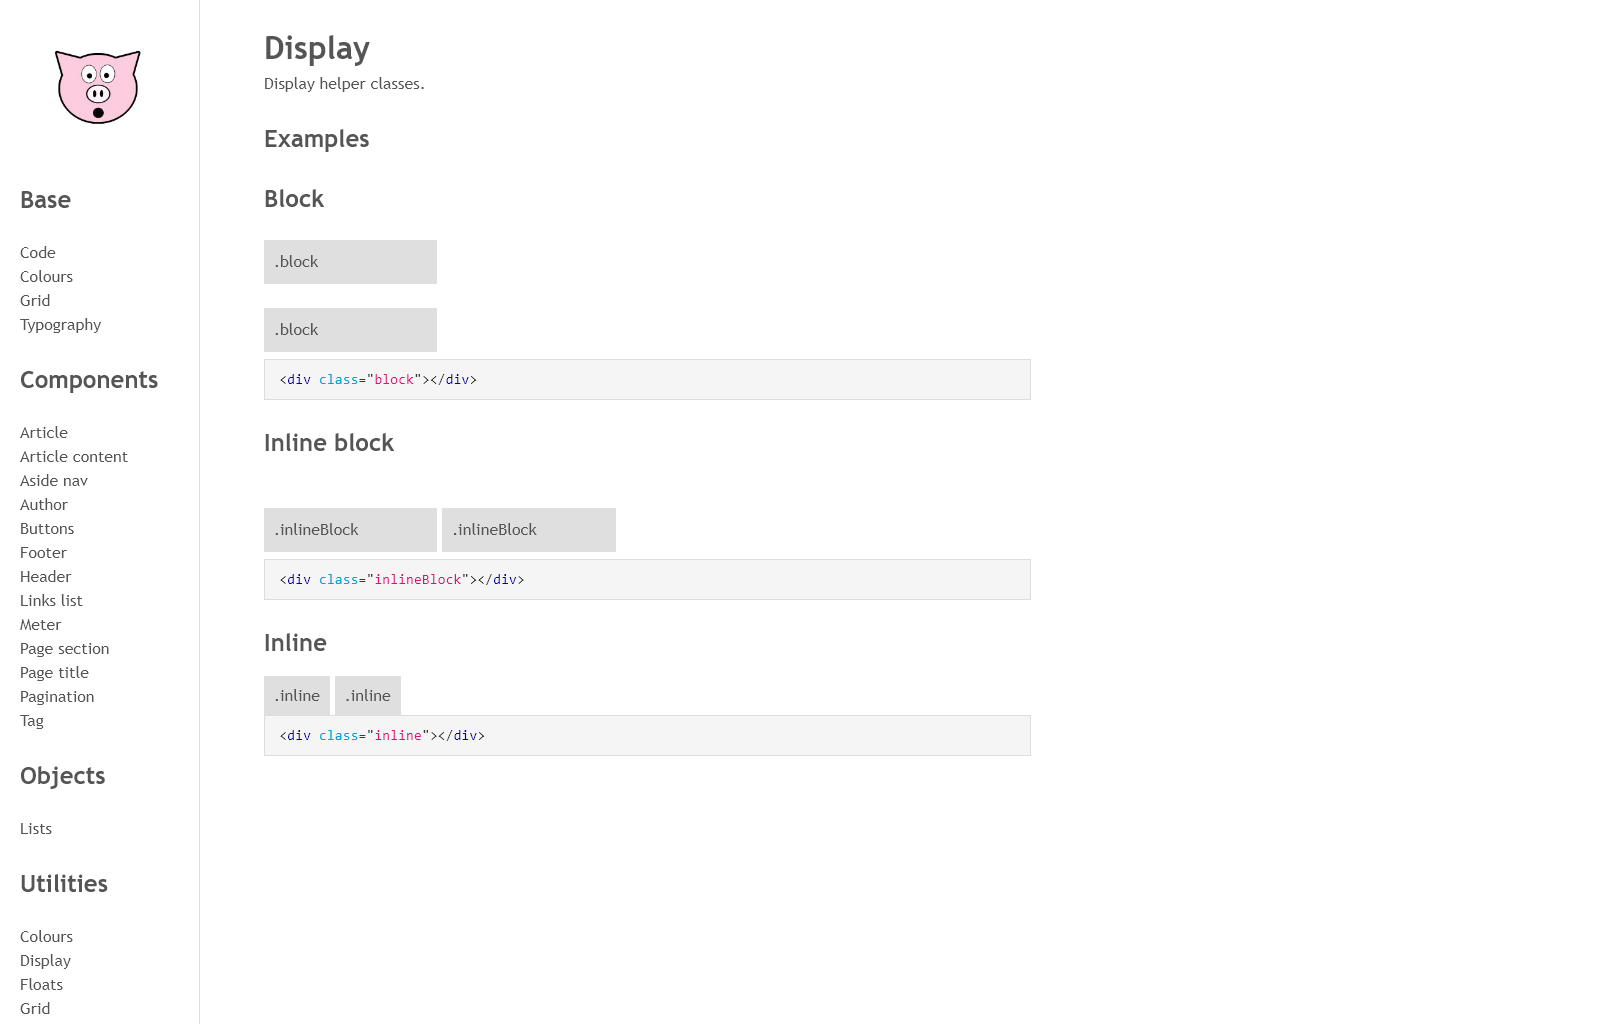 Base
Code
Colours
Grid
Typography
Components
Article
Article content
Aside nav
Author
Buttons
Footer
Header
Links list
Meter
Page section
Page title
Pagination
Tag
Objects
Lists
Utilities
Colours
Display
Floats
Grid
Display
Display helper classes.
Examples
Block
.block
.block
<div class="block"></div>
Inline block
.inlineBlock .inlineBlock
<div class="inlineBlock"></div>
Inline
.inline .inline
<div class="inline"></div>